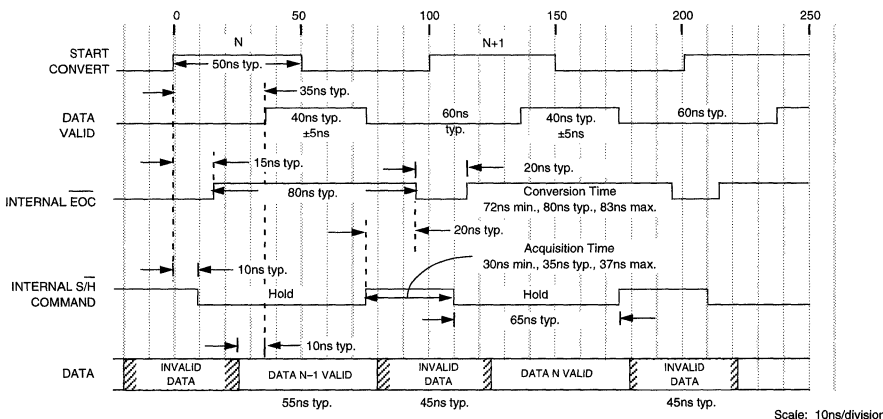 0 50 100 150 200 250
N N+1
START
CONVERT
50ns typ.
35ns typ.
DATA
VALID
40ns typ.
±5ns
60ns
typ.
40ns typ.
±5ns
60ns typ.
15ns typ.
20ns typ.
INTERNAL EOC
80ns typ.
Conversion Time
72ns min., 80ns typ., 83ns max.
20ns typ.
Acquisition Time
30ns min., 35ns typ., 37ns max.
10ns typ.
INTERNAL S/H
COMMAND
Hold
Hold
65ns typ.
10ns typ.
DATA
INVALID
DATA
DATA N–1 VALID
INVALID
DATA
DATA N VALID
INVALID
DATA
55ns typ.
45ns typ.
45ns typ.
Scale: 10ns/division